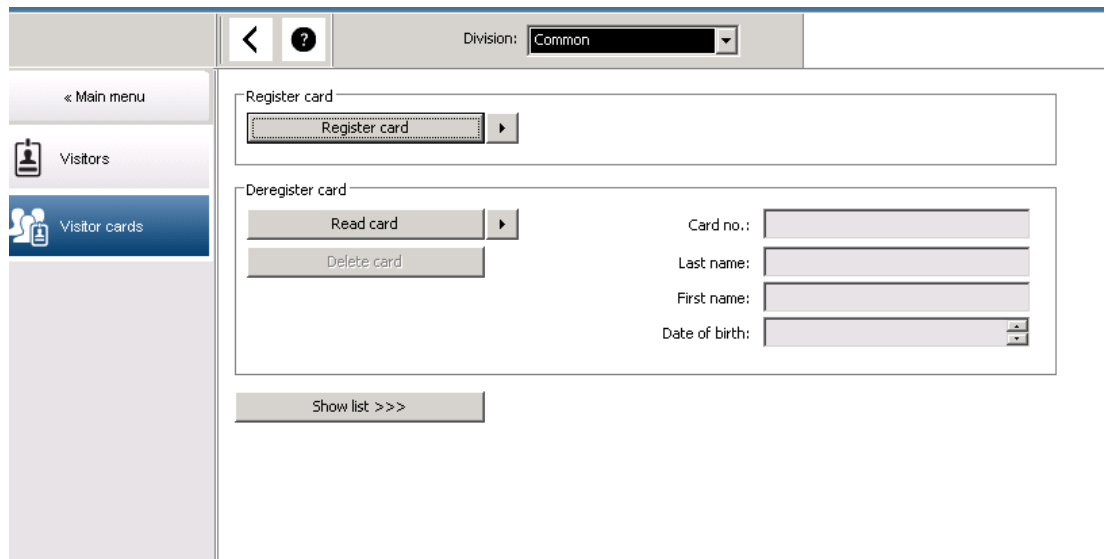 Division: Common
« Main menu
Visitors
Visitor cards
Register card
Register card
Deregister card
Read card
Delete card
Card no.:
Last name:
First name:
Date of birth:
Show list >>>